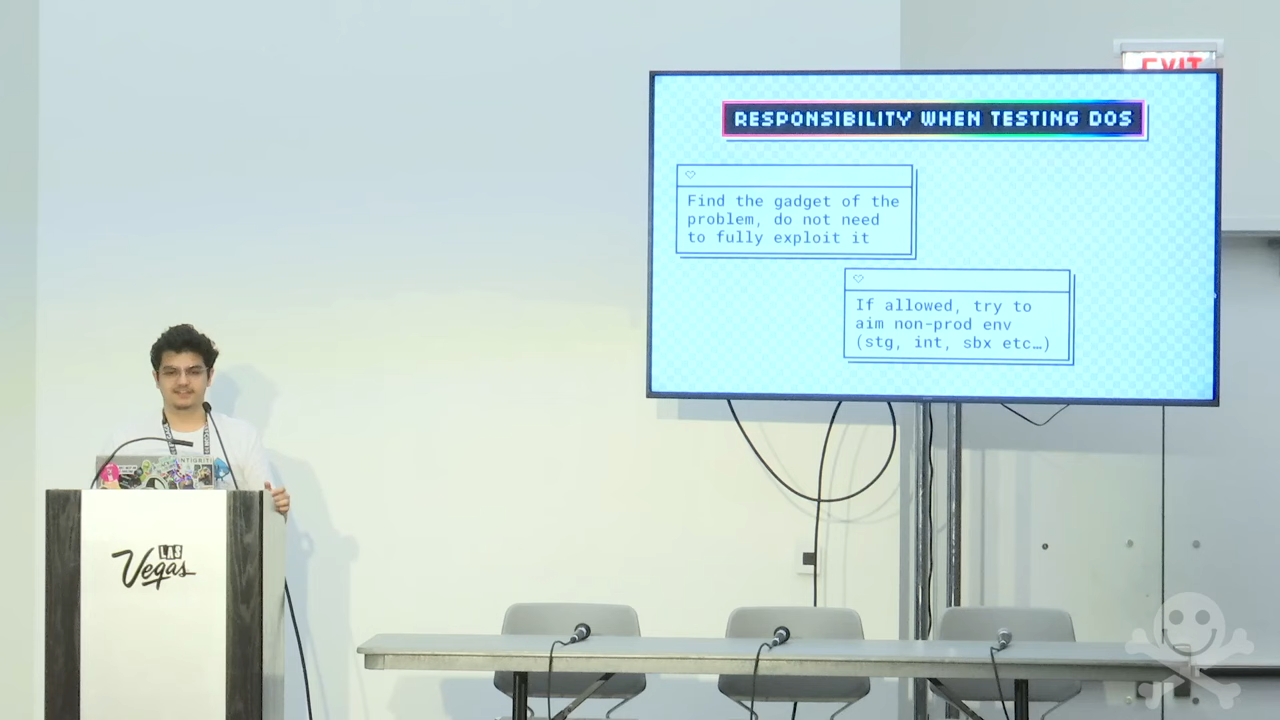 EXIT
RESPONSIBILITY WHEN TESTING DOS
Find the gadget of the
problem, do not need
to fully exploit it
If allowed, try to
aim non-prod env
(stg, int, sbx etc…)
INTIGRITI
LAS
Vegas